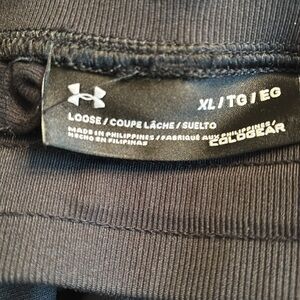 XL / TG / EG
LOOSE / COUPE LÂCHE / SUELTO
MADE IN PHILIPPINES / FABRIQUÉ AUX PHILIPPINES /
HECHO EN FILIPINAS
COLDGEAR